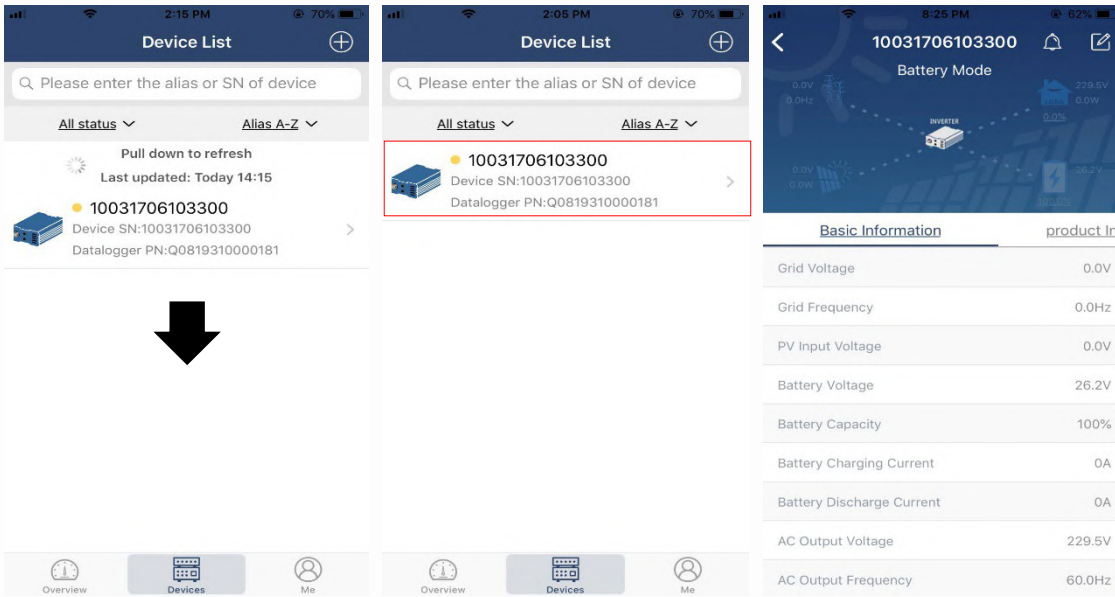 2:15 PM
70%
Device List
Please enter the alias or SN of device
All status
Alias A-Z
Pull down to refresh
Last updated: Today 14:15
10031706103300
Device SN:10031706103300
Datalogger PN:Q0819310000181
Overview
Devices
Me
2:05 PM
70%
Device List
Please enter the alias or SN of device
All status
Alias A-Z
10031706103300
Device SN:10031706103300
Datalogger PN:Q0819310000181
Overview
Devices
Me
8:25 PM
62%
10031706103300
Battery Mode
0.0V
0.0Hz
229.5V
0.0W
0.0%
INVERTER
0.0V
0.0W
26.2V
100.0%
Basic Information
product In
Grid Voltage 0.0V
Grid Frequency 0.0Hz
PV Input Voltage 0.0V
Battery Voltage 26.2V
Battery Capacity 100%
Battery Charging Current 0A
Battery Discharge Current 0A
AC Output Voltage 229.5V
AC Output Frequency 60.0Hz